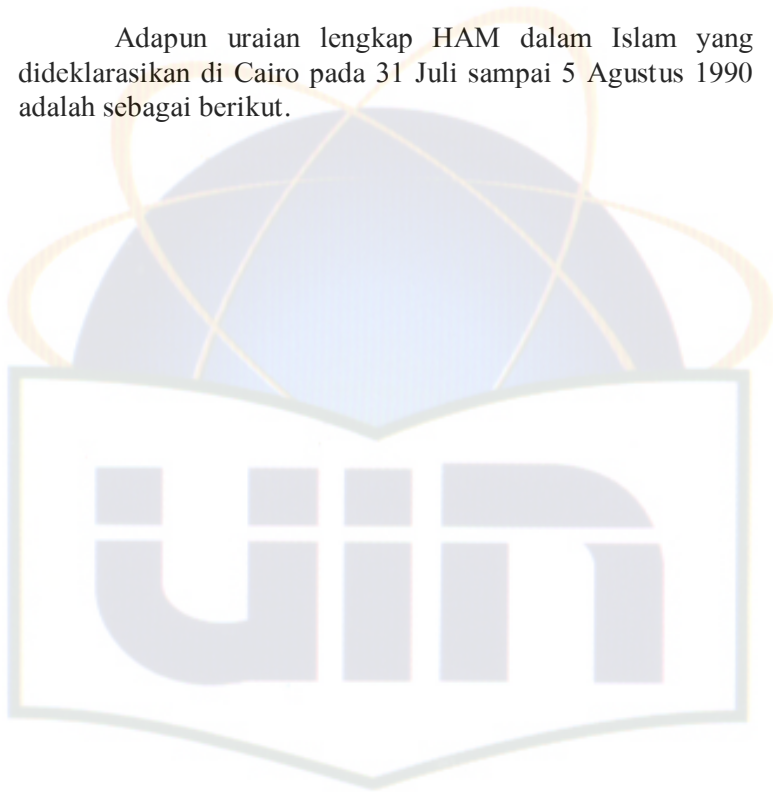 Adapun uraian lengkap HAM dalam Islam yang
dideklarasikan di Cairo pada 31 Juli sampai 5 Agustus 1990
adalah sebagai berikut.
uin